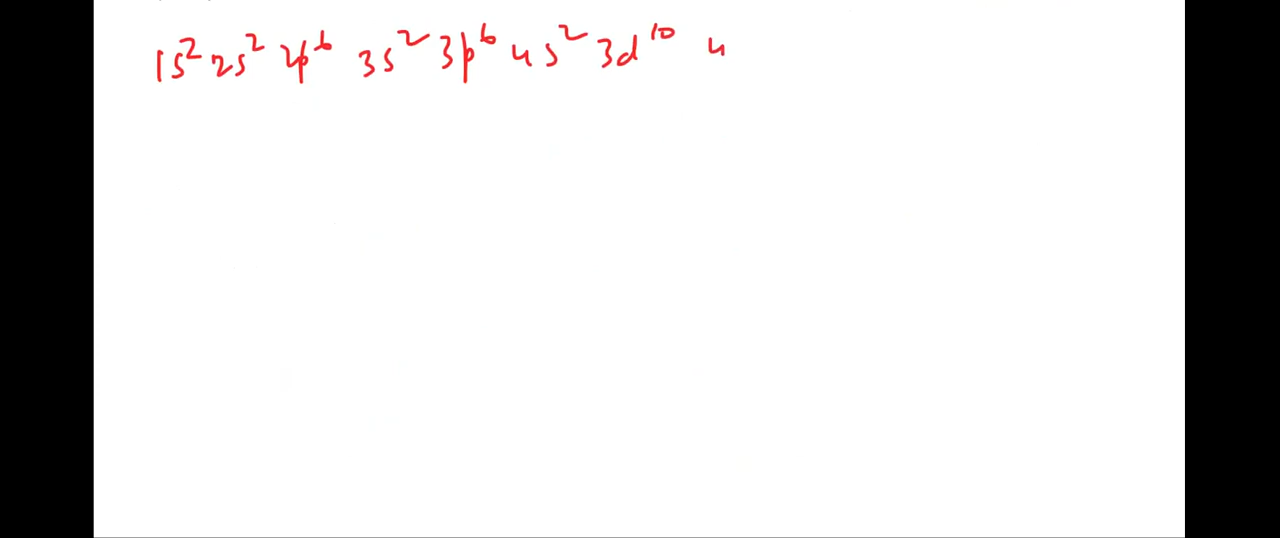 1s² 2s² 2p⁶ 3s² 3p⁶ 4s² 3d¹⁰ 4